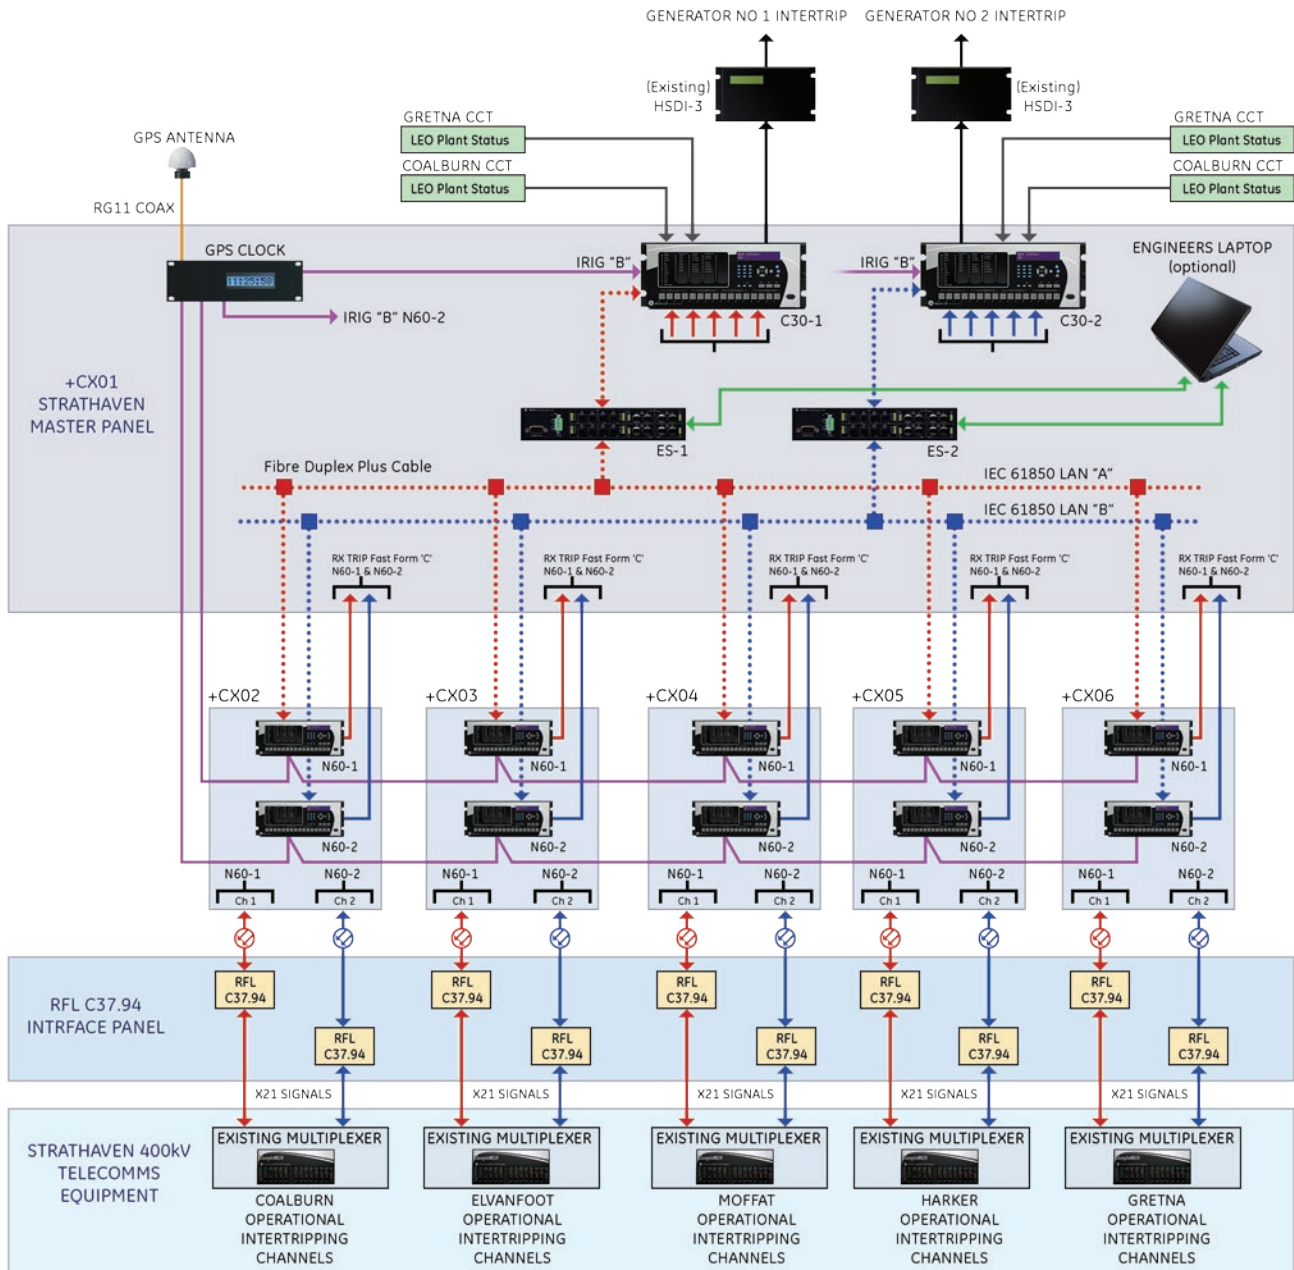 GENERATOR NO 1 INTERTRIP
GENERATOR NO 2 INTERTRIP
(Existing)
HSDI-3
(Existing)
HSDI-3
GRETNA CCT
LEO Plant Status
COALBURN CCT
LEO Plant Status
GRETNA CCT
LEO Plant Status
COALBURN CCT
LEO Plant Status
GPS ANTENNA
RG11 COAX
GPS CLOCK
11:25:58
IRIG "B"
IRIG "B"
IRIG "B" N60-2
C30-1
C30-2
ENGINEERS LAPTOP
(optional)
+CX01
STRATHAVEN
MASTER PANEL
ES-1
ES-2
Fibre Duplex Plus Cable
IEC 61850 LAN "A"
IEC 61850 LAN "B"
RX TRIP Fast Form 'C'
N60-1 & N60-2
RX TRIP Fast Form 'C'
N60-1 & N60-2
RX TRIP Fast Form 'C'
N60-1 & N60-2
RX TRIP Fast Form 'C'
N60-1 & N60-2
RX TRIP Fast Form 'C'
N60-1 & N60-2
+CX02
+CX03
+CX04
+CX05
+CX06
N60-1
N60-1
N60-1
N60-1
N60-1
N60-2
N60-2
N60-2
N60-2
N60-2
N60-1
Ch 1
N60-2
Ch 2
N60-1
Ch 1
N60-2
Ch 2
N60-1
Ch 1
N60-2
Ch 2
N60-1
Ch 1
N60-2
Ch 2
N60-1
Ch 1
N60-2
Ch 2
RFL C37.94
INTRFACE PANEL
RFL
C37.94
RFL
C37.94
RFL
C37.94
RFL
C37.94
RFL
C37.94
RFL
C37.94
RFL
C37.94
RFL
C37.94
RFL
C37.94
RFL
C37.94
X21 SIGNALS
X21 SIGNALS
X21 SIGNALS
X21 SIGNALS
X21 SIGNALS
STRATHAVEN 400kV
TELECOMMS
EQUIPMENT
EXISTING MULTIPLEXER
COALBURN
OPERATIONAL
INTERTRIPPING
CHANNELS
EXISTING MULTIPLEXER
ELVANFOOT
OPERATIONAL
INTERTRIPPING
CHANNELS
EXISTING MULTIPLEXER
MOFFAT
OPERATIONAL
INTERTRIPPING
CHANNELS
EXISTING MULTIPLEXER
HARKER
OPERATIONAL
INTERTRIPPING
CHANNELS
EXISTING MULTIPLEXER
GRETNA
OPERATIONAL
INTERTRIPPING
CHANNELS